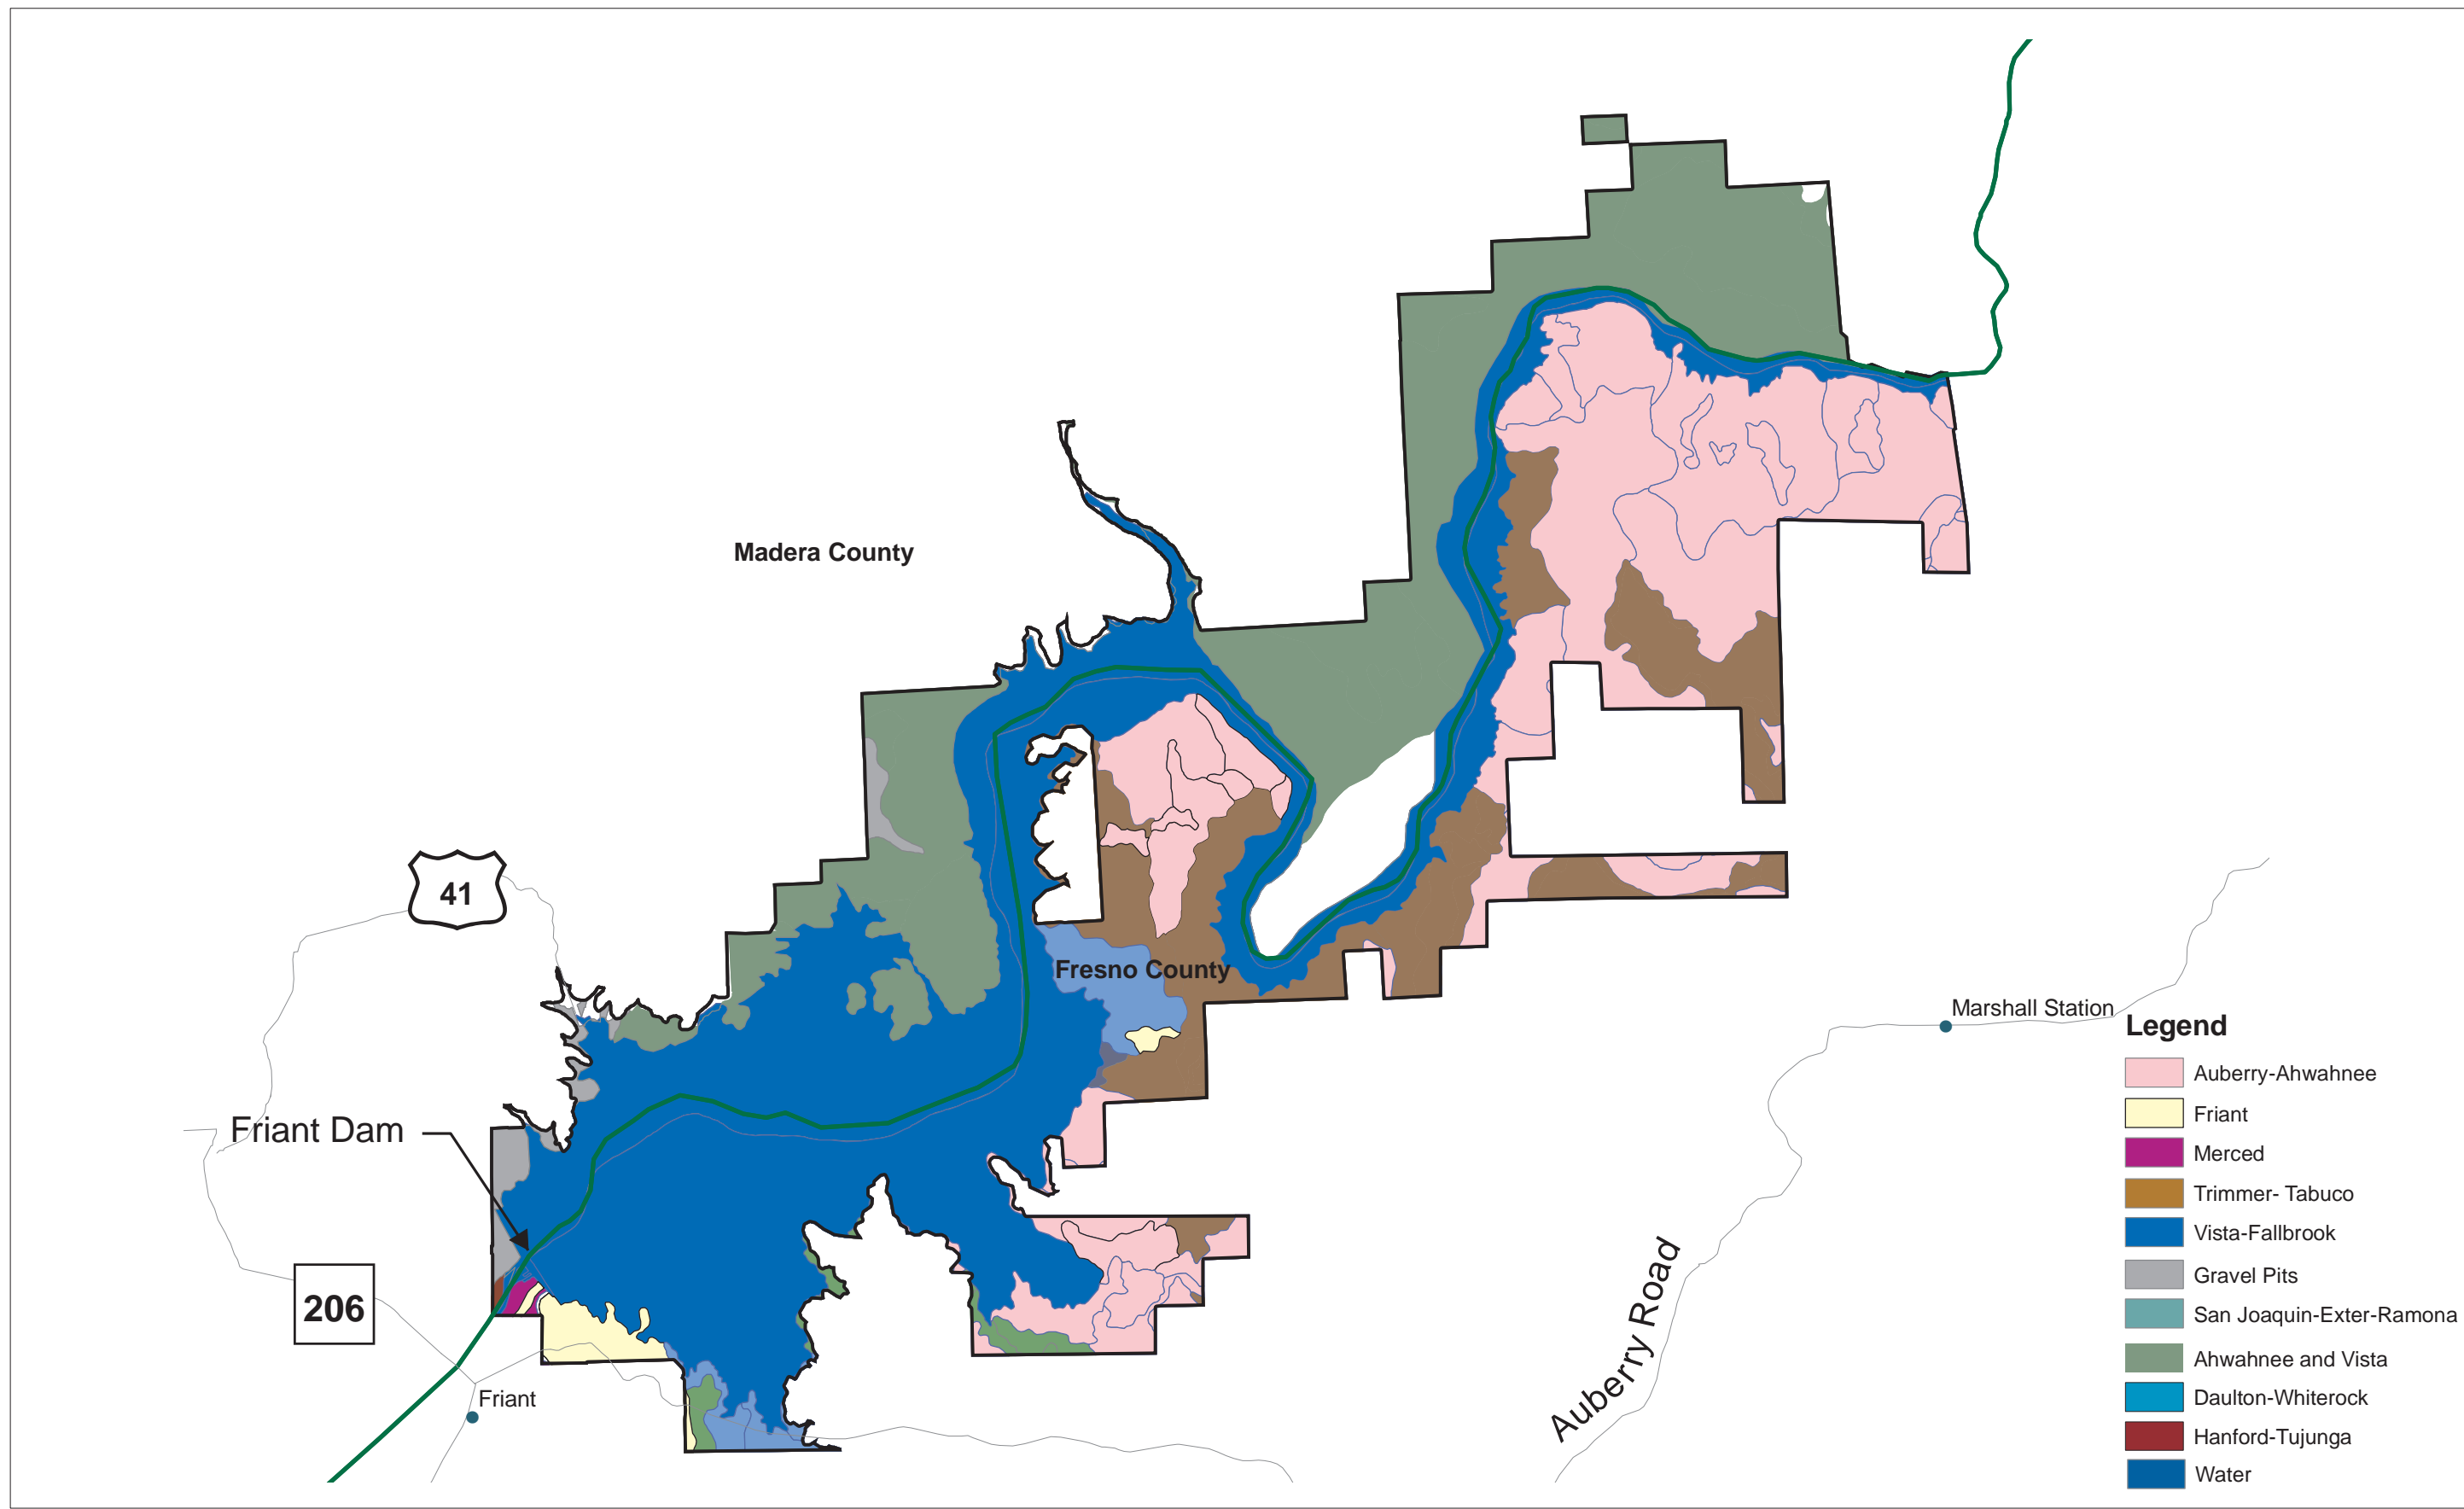 Madera County
41
Fresno County
Marshall Station
Friant Dam
206
Friant
Auberry Road
Legend
Auberry-Ahwahnee
Friant
Merced
Trimmer- Tabuco
Vista-Fallbrook
Gravel Pits
San Joaquin-Exter-Ramona
Ahwahnee and Vista
Daulton-Whiterock
Hanford-Tujunga
Water